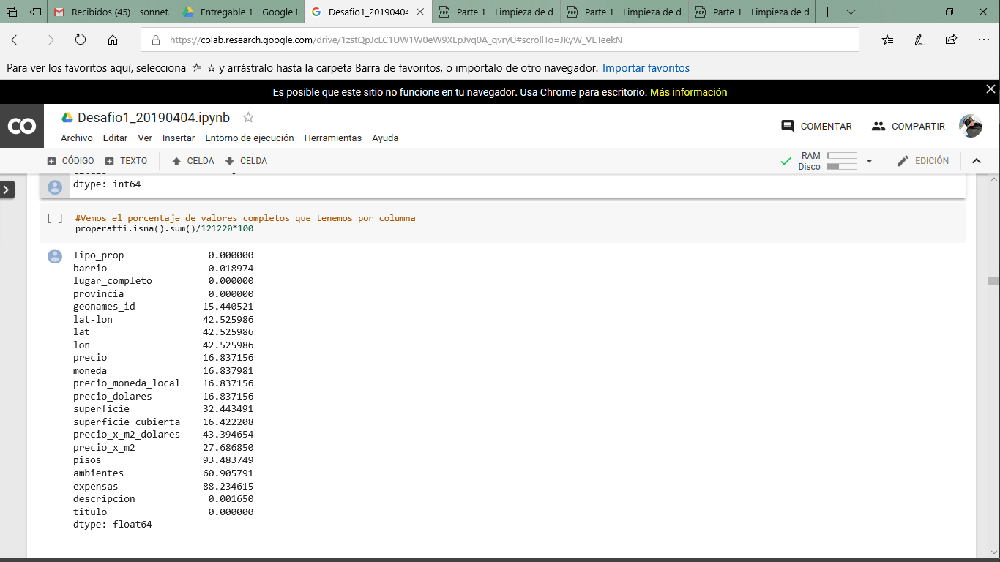 Recibidos (45) - sonnet
Entregable 1 - Google I
Desafio1_20190404
Parte 1 - Limpieza de d
Parte 1 - Limpieza de d
Parte 1 - Limpieza de d
https://colab.research.google.com/drive/1zstQpJcLC1UW1W0eW9XEpJvq0A_qvryU#scrollTo=JKyW_VETeekN
Para ver los favoritos aquí, selecciona y arrástralo hasta la carpeta Barra de favoritos, o impórtalo de otro navegador. Importar favoritos
Es posible que este sitio no funcione en tu navegador. Usa Chrome para escritorio. Más información
CO
Desafio1_20190404.ipynb
COMENTAR
COMPARTIR
Archivo Editar Ver Insertar Entorno de ejecución Herramientas Ayuda
CÓDIGO TEXTO CELDA CELDA
RAM
Disco
EDICIÓN
dtype: int64
[ ] #Vemos el porcentaje de valores completos que tenemos por columna
properatti.isna().sum()/121220*100
Tipo_prop 0.000000
barrio 0.018974
lugar_completo 0.000000
provincia 0.000000
geonames_id 15.440521
lat-lon 42.525986
lat 42.525986
lon 42.525986
precio 16.837156
moneda 16.837981
precio_moneda_local 16.837156
precio_dolares 16.837156
superficie 32.443491
superficie_cubierta 16.422208
precio_x_m2_dolares 43.394654
precio_x_m2 27.686850
pisos 93.483749
ambientes 60.905791
expensas 88.234615
descripcion 0.001650
titulo 0.000000
dtype: float64